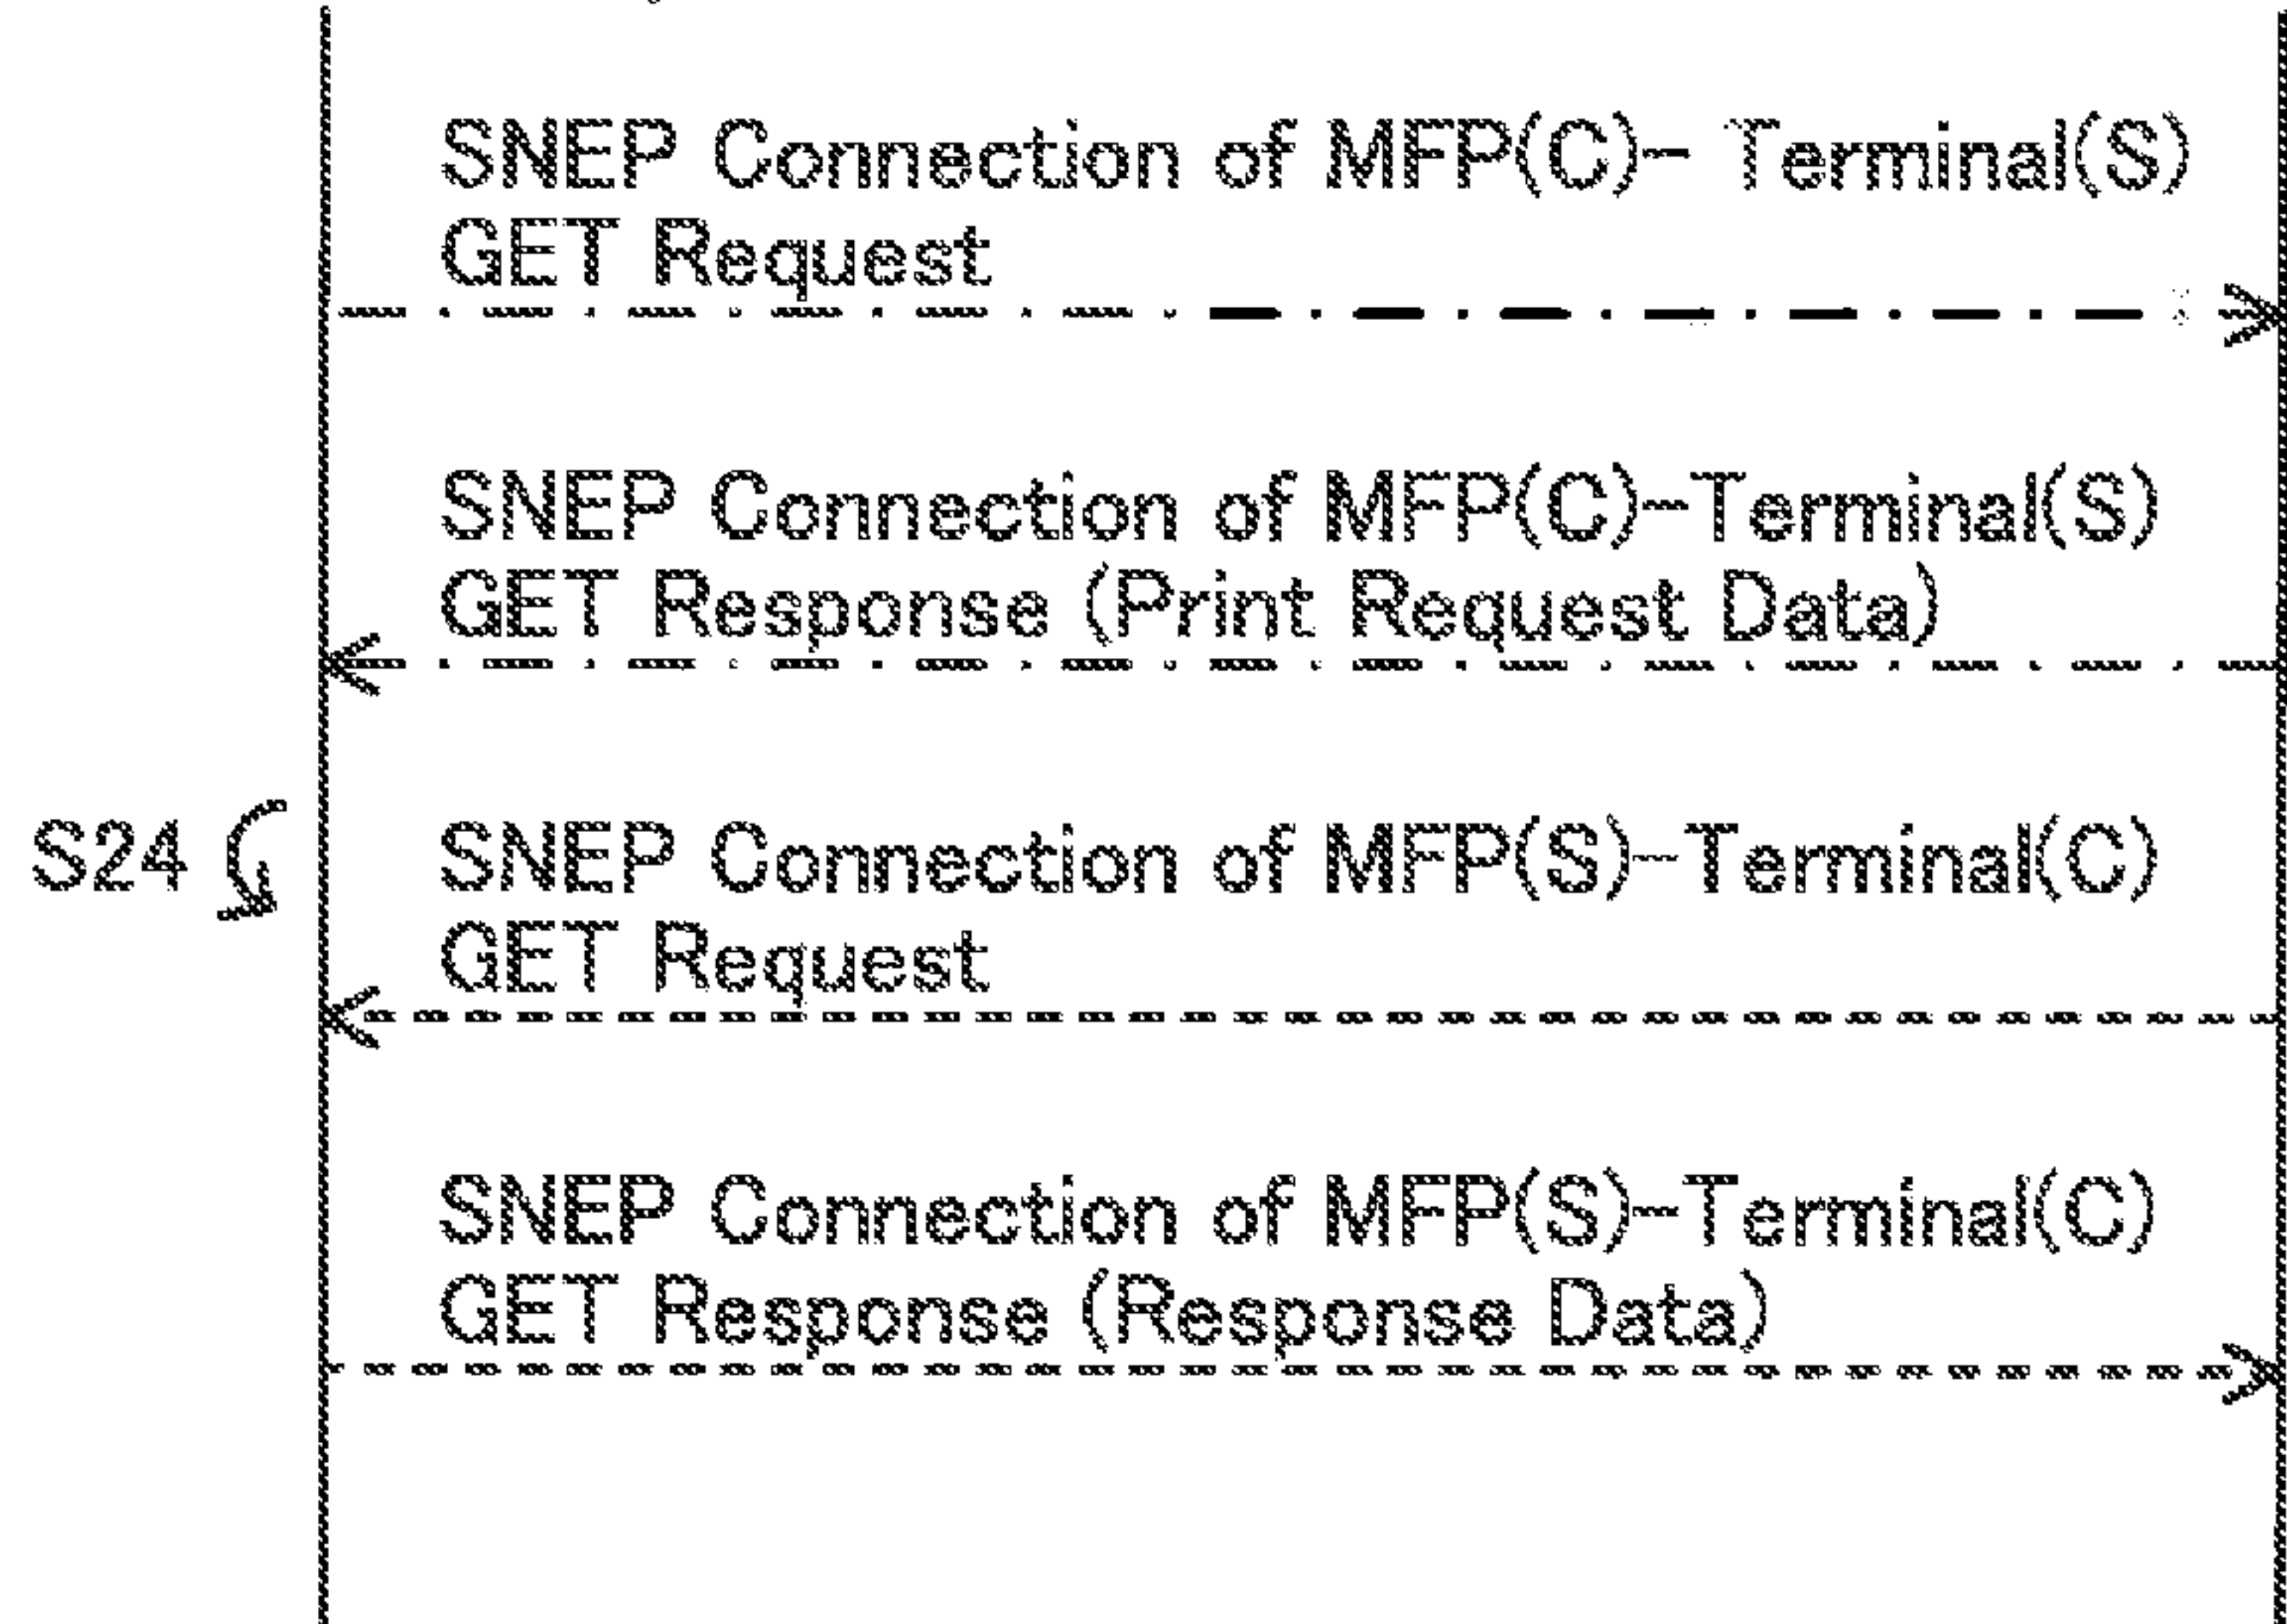 SNEP Connection of MFP(C)- Terminal(S)
GET Request
SNEP Connection of MFP(C)-Terminal(S)
GET Response (Print Request Data)
S24
SNEP Connection of MFP(S)-Terminal(C)
GET Request
SNEP Connection of MFP(S)-Terminal(C)
GET Response (Response Data)